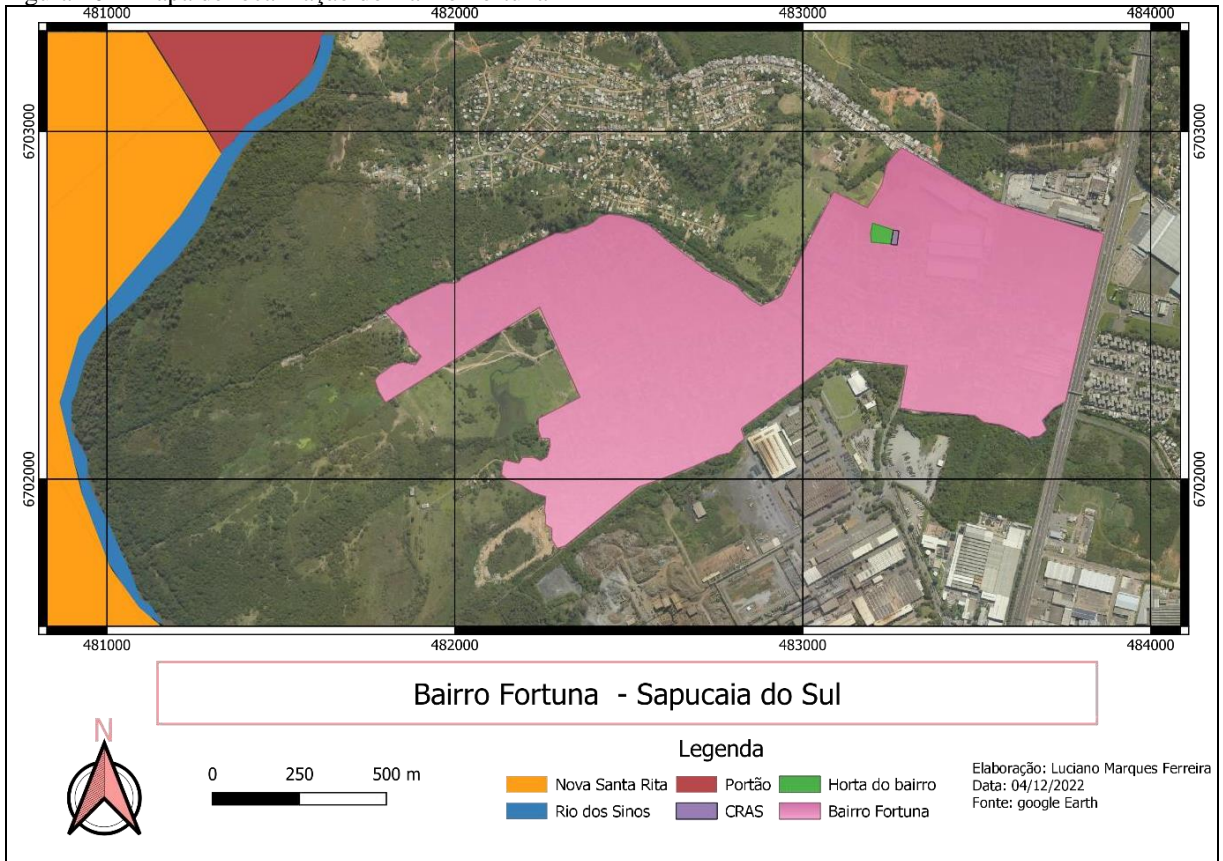 481000 482000 483000 484000
6703000 6703000
6702000 6702000
481000 482000 483000 484000
Bairro Fortuna - Sapucaia do Sul
N
0 250 500 m
Legenda
Nova Santa Rita Portão Horta do bairro
Rio dos Sinos CRAS Bairro Fortuna
Elaboração: Luciano Marques Ferreira
Data: 04/12/2022
Fonte: google Earth